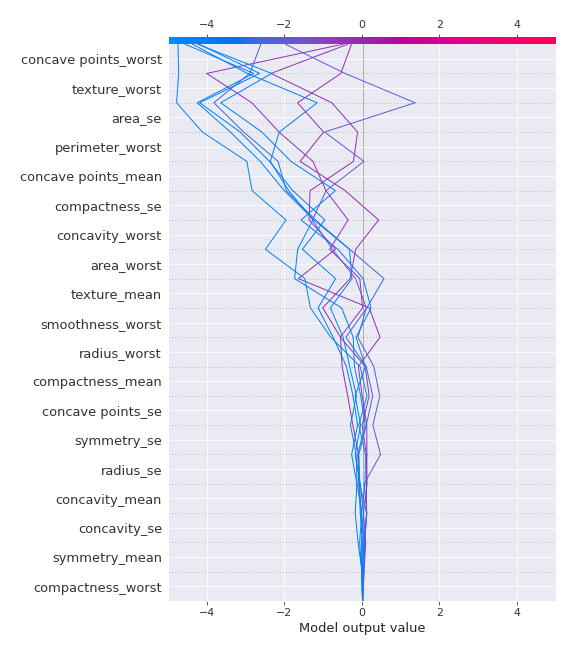 −4 −2 0 2 4
concave points_worst
texture_worst
area_se
perimeter_worst
concave points_mean
compactness_se
concavity_worst
area_worst
texture_mean
smoothness_worst
radius_worst
compactness_mean
concave points_se
symmetry_se
radius_se
concavity_mean
concavity_se
symmetry_mean
compactness_worst
−4 −2 0 2 4
Model output value